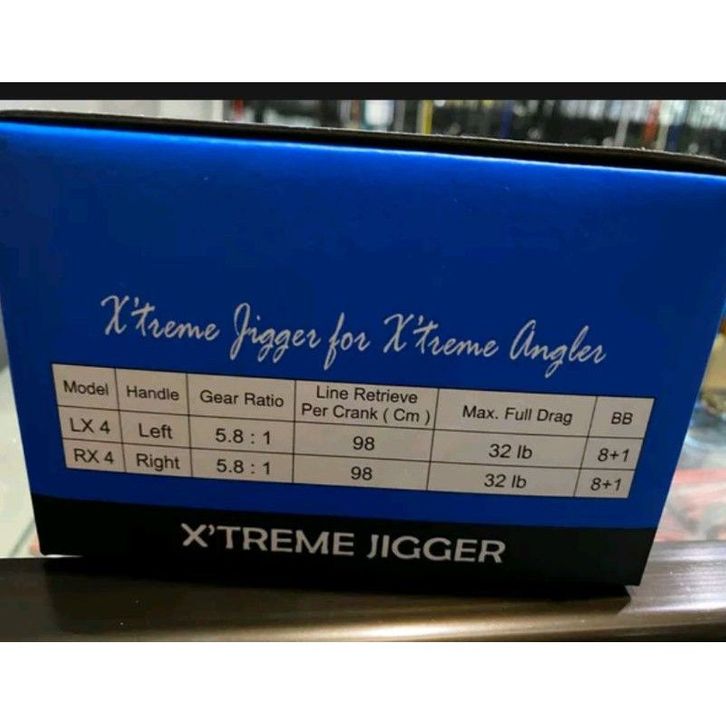 X'treme Jigger for X'treme Angler
Model Handle Gear Ratio Line Retrieve Per Crank ( Cm ) Max. Full Drag BB
LX 4 Left 5.8 : 1 98 32 lb 8+1
RX 4 Right 5.8 : 1 98 32 lb 8+1
X'TREME JIGGER